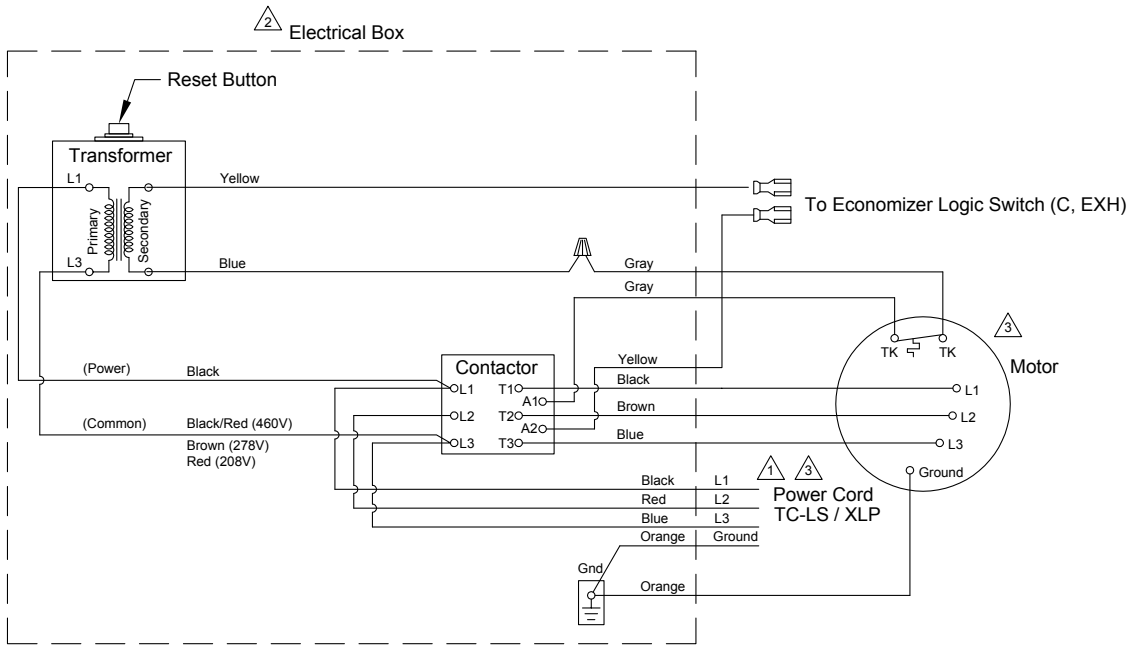 2
Electrical Box
Reset Button
Transformer
L1
Primary
Secondary
L3
Yellow
Blue
To Economizer Logic Switch (C, EXH)
Gray
Gray
TK
TK
3
Motor
L1
L2
L3
Ground
(Power)
Black
(Common)
Black/Red (460V)
Brown (278V)
Red (208V)
Contactor
L1
T1
A1
L2
T2
A2
L3
T3
Yellow
Black
Brown
Blue
1
3
Black
L1
Red
L2
Blue
L3
Orange
Ground
Power Cord
TC-LS / XLP
Gnd
Orange